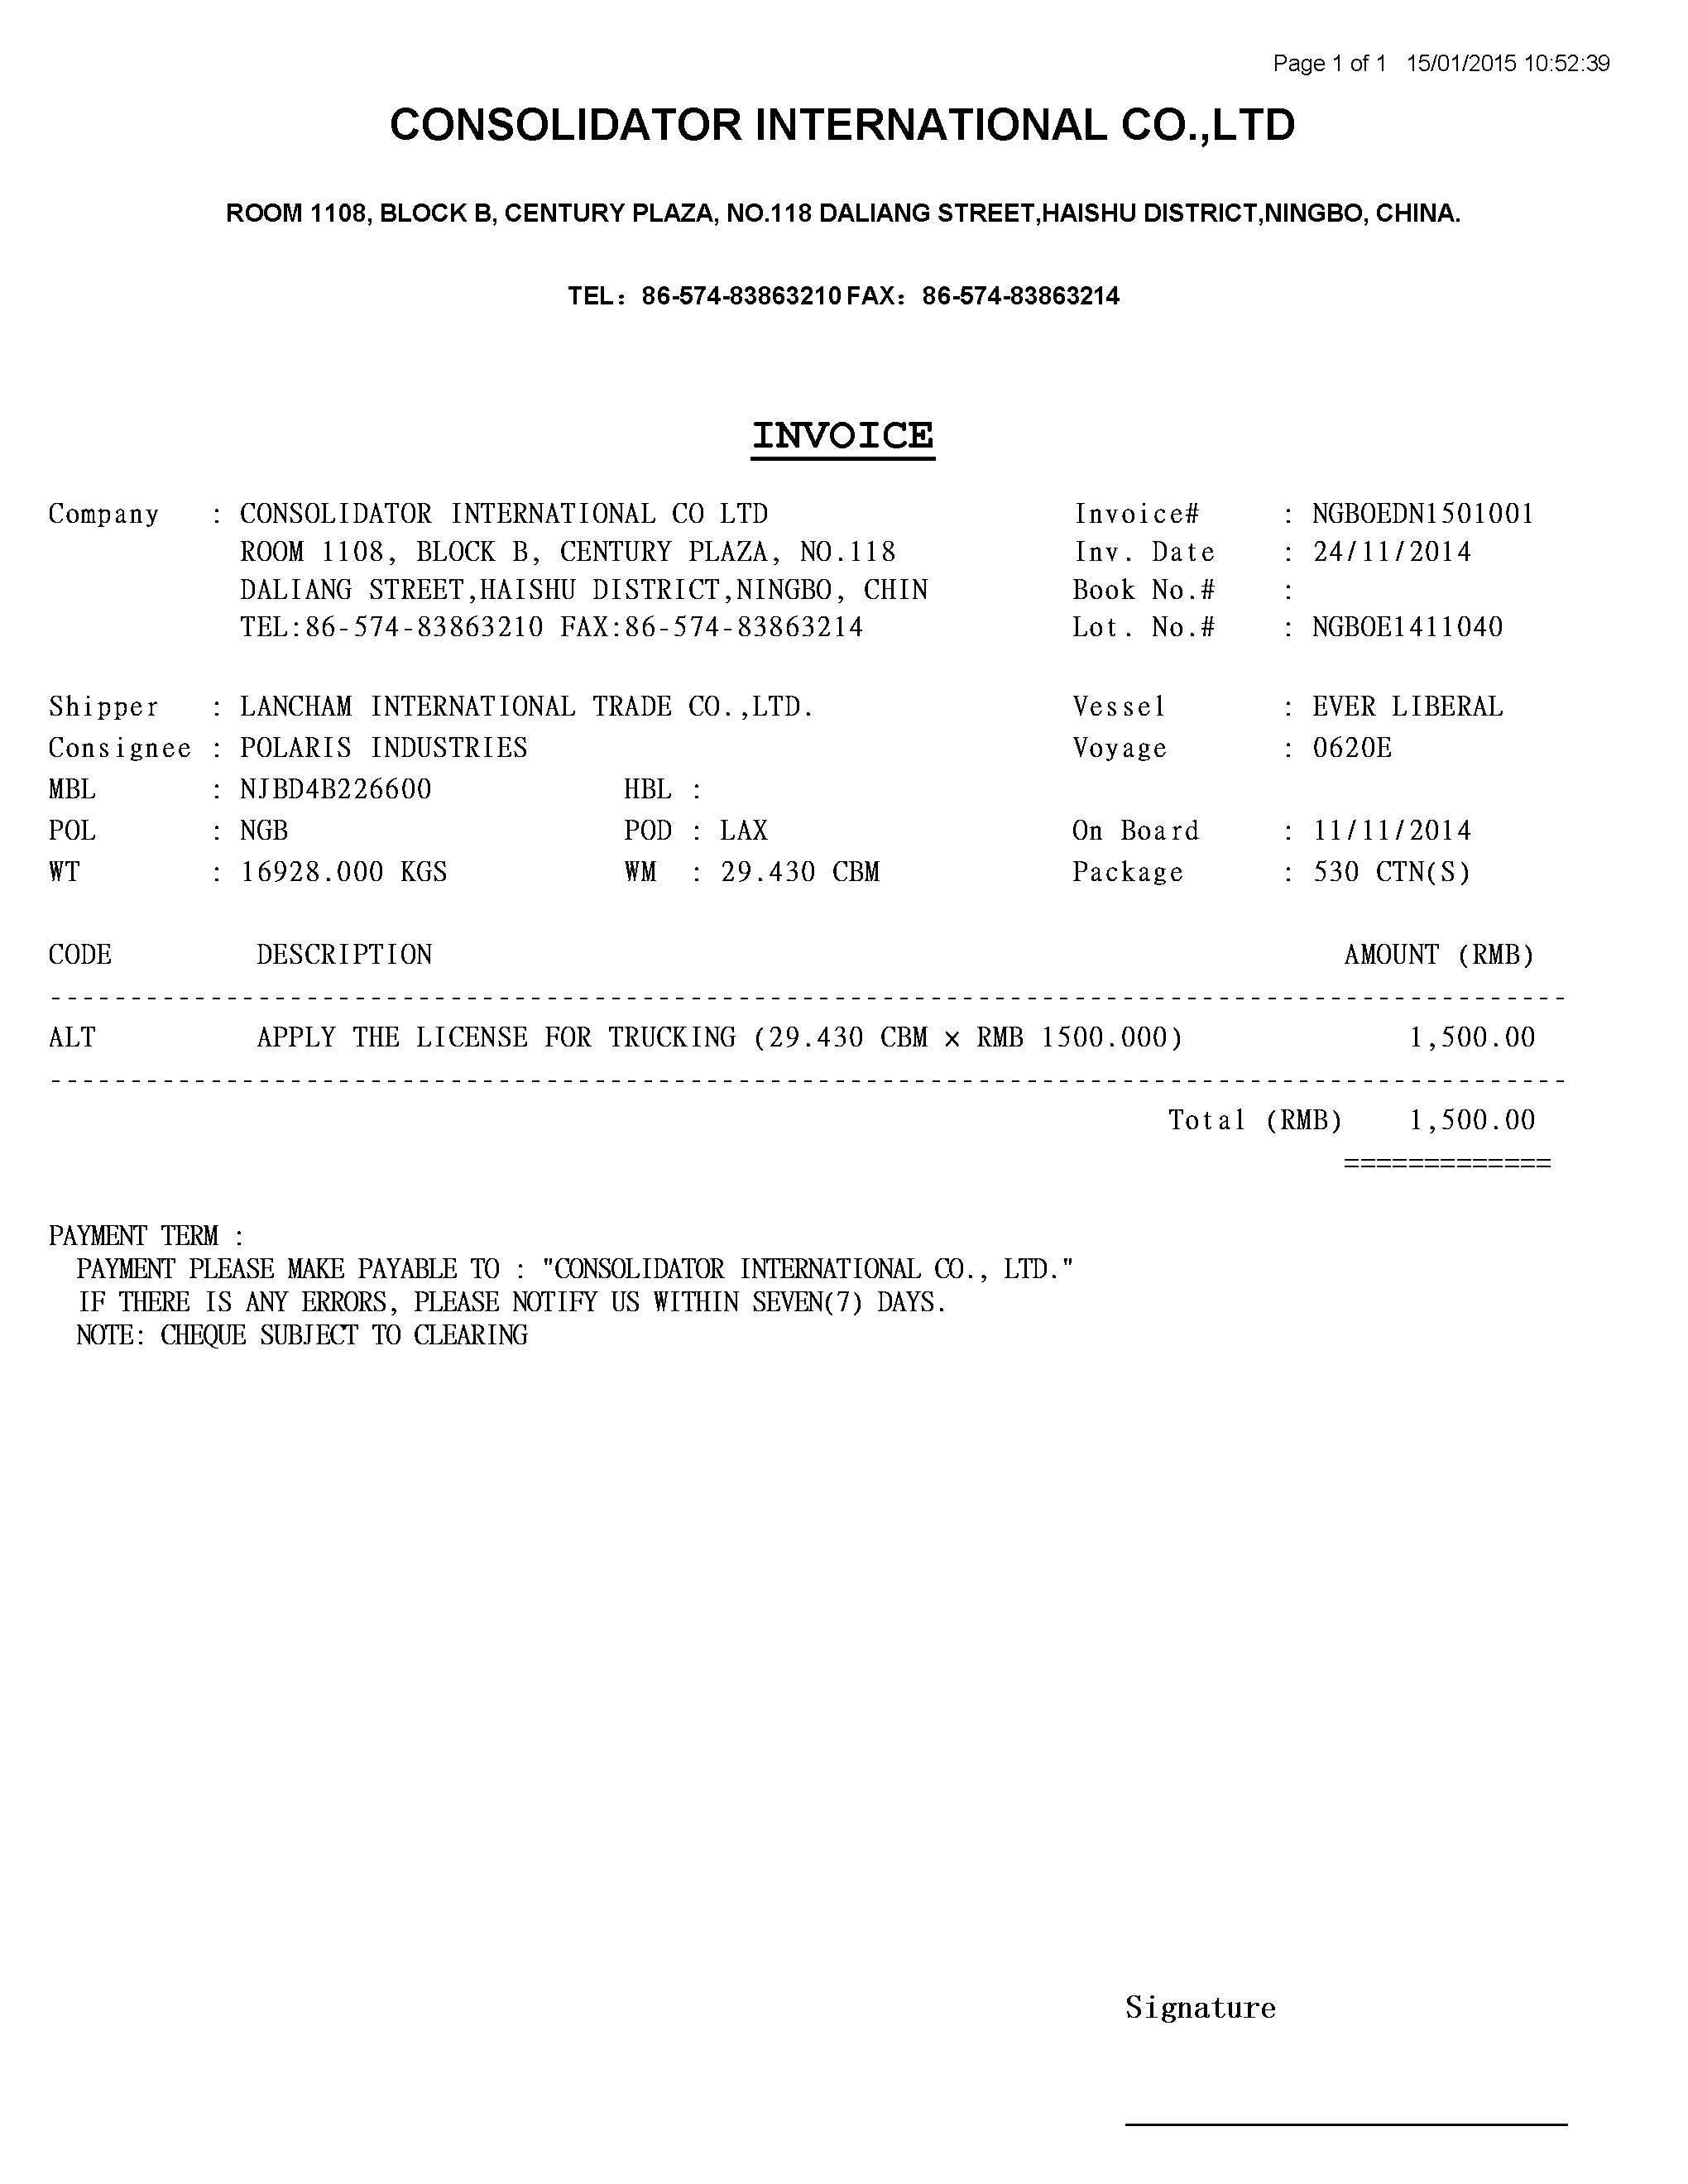 Page 1 of 1 15/01/2015 10:52:39
CONSOLIDATOR INTERNATIONAL CO.,LTD
ROOM 1108, BLOCK B, CENTURY PLAZA, NO.118 DALIANG STREET,HAISHU DISTRICT,NINGBO, CHINA.
TEL：86-574-83863210 FAX：86-574-83863214
INVOICE
Company : CONSOLIDATOR INTERNATIONAL CO LTD Invoice# : NGBOEDN1501001
ROOM 1108, BLOCK B, CENTURY PLAZA, NO.118 Inv. Date : 24/11/2014
DALIANG STREET,HAISHU DISTRICT,NINGBO, CHIN Book No.# :
TEL:86-574-83863210 FAX:86-574-83863214 Lot. No.# : NGBOE1411040
Shipper : LANCHAM INTERNATIONAL TRADE CO.,LTD. Vessel : EVER LIBERAL
Consignee : POLARIS INDUSTRIES Voyage : 0620E
MBL : NJBD4B226600 HBL :
POL : NGB POD : LAX On Board : 11/11/2014
WT : 16928.000 KGS WM : 29.430 CBM Package : 530 CTN(S)
CODE DESCRIPTION AMOUNT (RMB)
ALT APPLY THE LICENSE FOR TRUCKING (29.430 CBM × RMB 1500.000) 1,500.00
Total (RMB) 1,500.00
PAYMENT TERM :
PAYMENT PLEASE MAKE PAYABLE TO : "CONSOLIDATOR INTERNATIONAL CO., LTD."
IF THERE IS ANY ERRORS, PLEASE NOTIFY US WITHIN SEVEN(7) DAYS.
NOTE: CHEQUE SUBJECT TO CLEARING
Signature